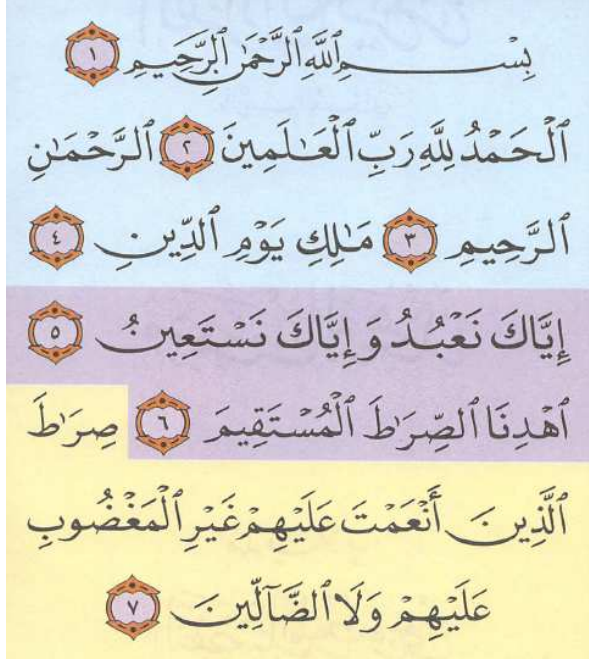 بِسْمِ ٱللَّهِ ٱلرَّحْمَٰنِ ٱلرَّحِيمِ ١
ٱلْحَمْدُ لِلَّهِ رَبِّ ٱلْعَـٰلَمِينَ ٢ ٱلرَّحْمَـٰنِ
ٱلرَّحِيمِ ٣ مَـٰلِكِ يَوْمِ ٱلدِّينِ ٤
إِيَّاكَ نَعْبُدُ وَإِيَّاكَ نَسْتَعِينُ ٥
ٱهْدِنَا ٱلصِّرَٰطَ ٱلْمُسْتَقِيمَ ٦ صِرَٰطَ
ٱلَّذِينَ أَنْعَمْتَ عَلَيْهِمْ غَيْرِ ٱلْمَغْضُوبِ
عَلَيْهِمْ وَلَا ٱلضَّآلِّينَ ٧